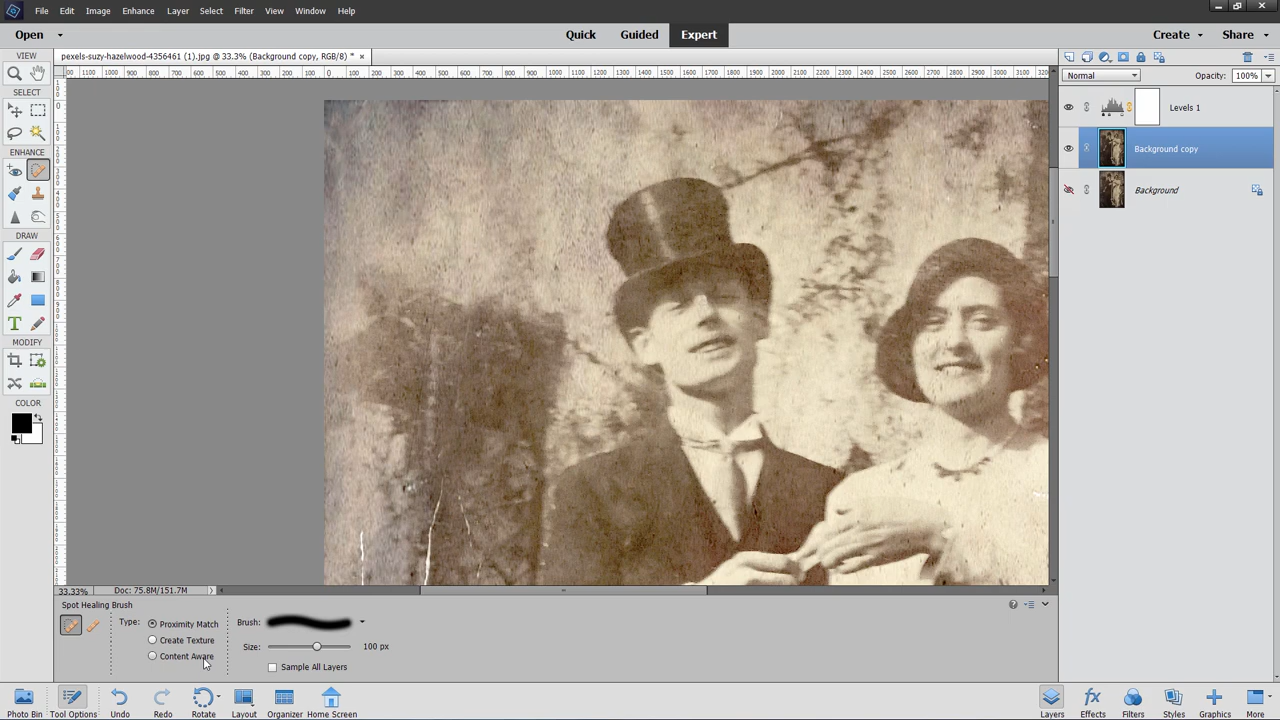 File Edit Image Enhance Layer Select Filter View Window Help
Open Quick Guided Expert Create Share
pexels-suzy-hazelwood-4356461 (1).jpg @ 33.3% (Background copy, RGB/8) *
VIEW
ENHANCE
DRAW
MODIFY
COLOR
Normal Opacity: 100%
Levels 1
Background copy
Background
33.33% Doc: 75.8M/151.7M
Spot Healing Brush
Type: Proximity Match
Create Texture
Content Aware
Brush:
Size: 100 px
Sample All Layers
Photo Bin Tool Options Undo Redo Rotate Layout Organizer Home Screen Layers Effects Filters Styles Graphics More